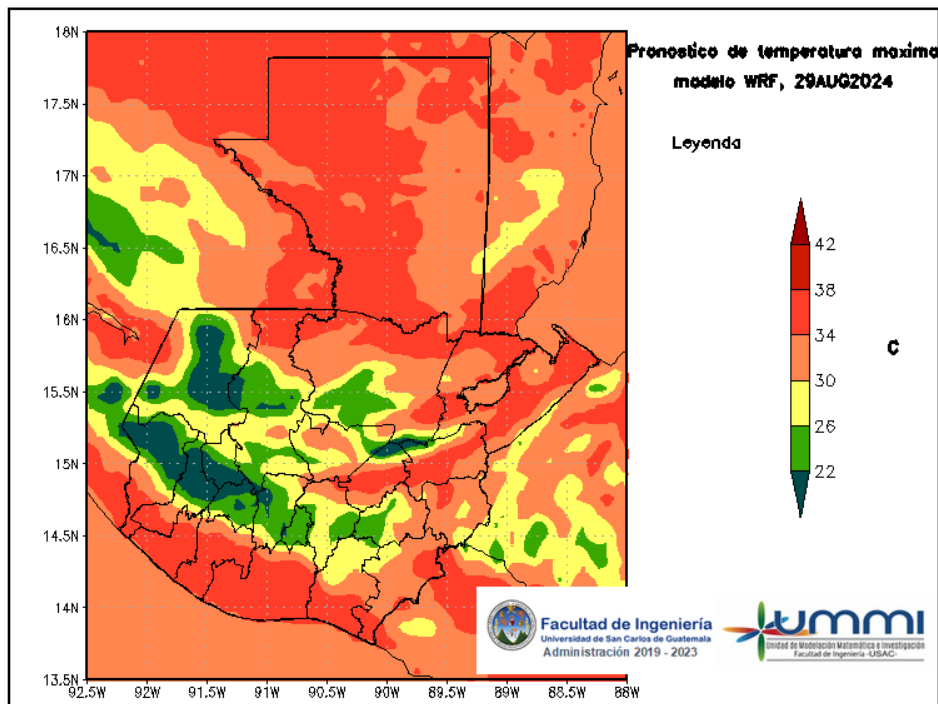 Pronostico de temperatura maxima
modelo WRF, 29AUG2024
Leyenda
42
38
34
30
26
22
C
18N
17.5N
17N
16.5N
16N
15.5N
15N
14.5N
14N
13.5N
92.5W 92W 91.5W 91W 90.5W 90W 89.5W 89W 88.5W 88W
Facultad de Ingeniería
Universidad de San Carlos de Guatemala
Administración 2019 - 2023
ummi
Unidad de Modelación Matemática e Investigación
Facultad de Ingeniería -USAC-